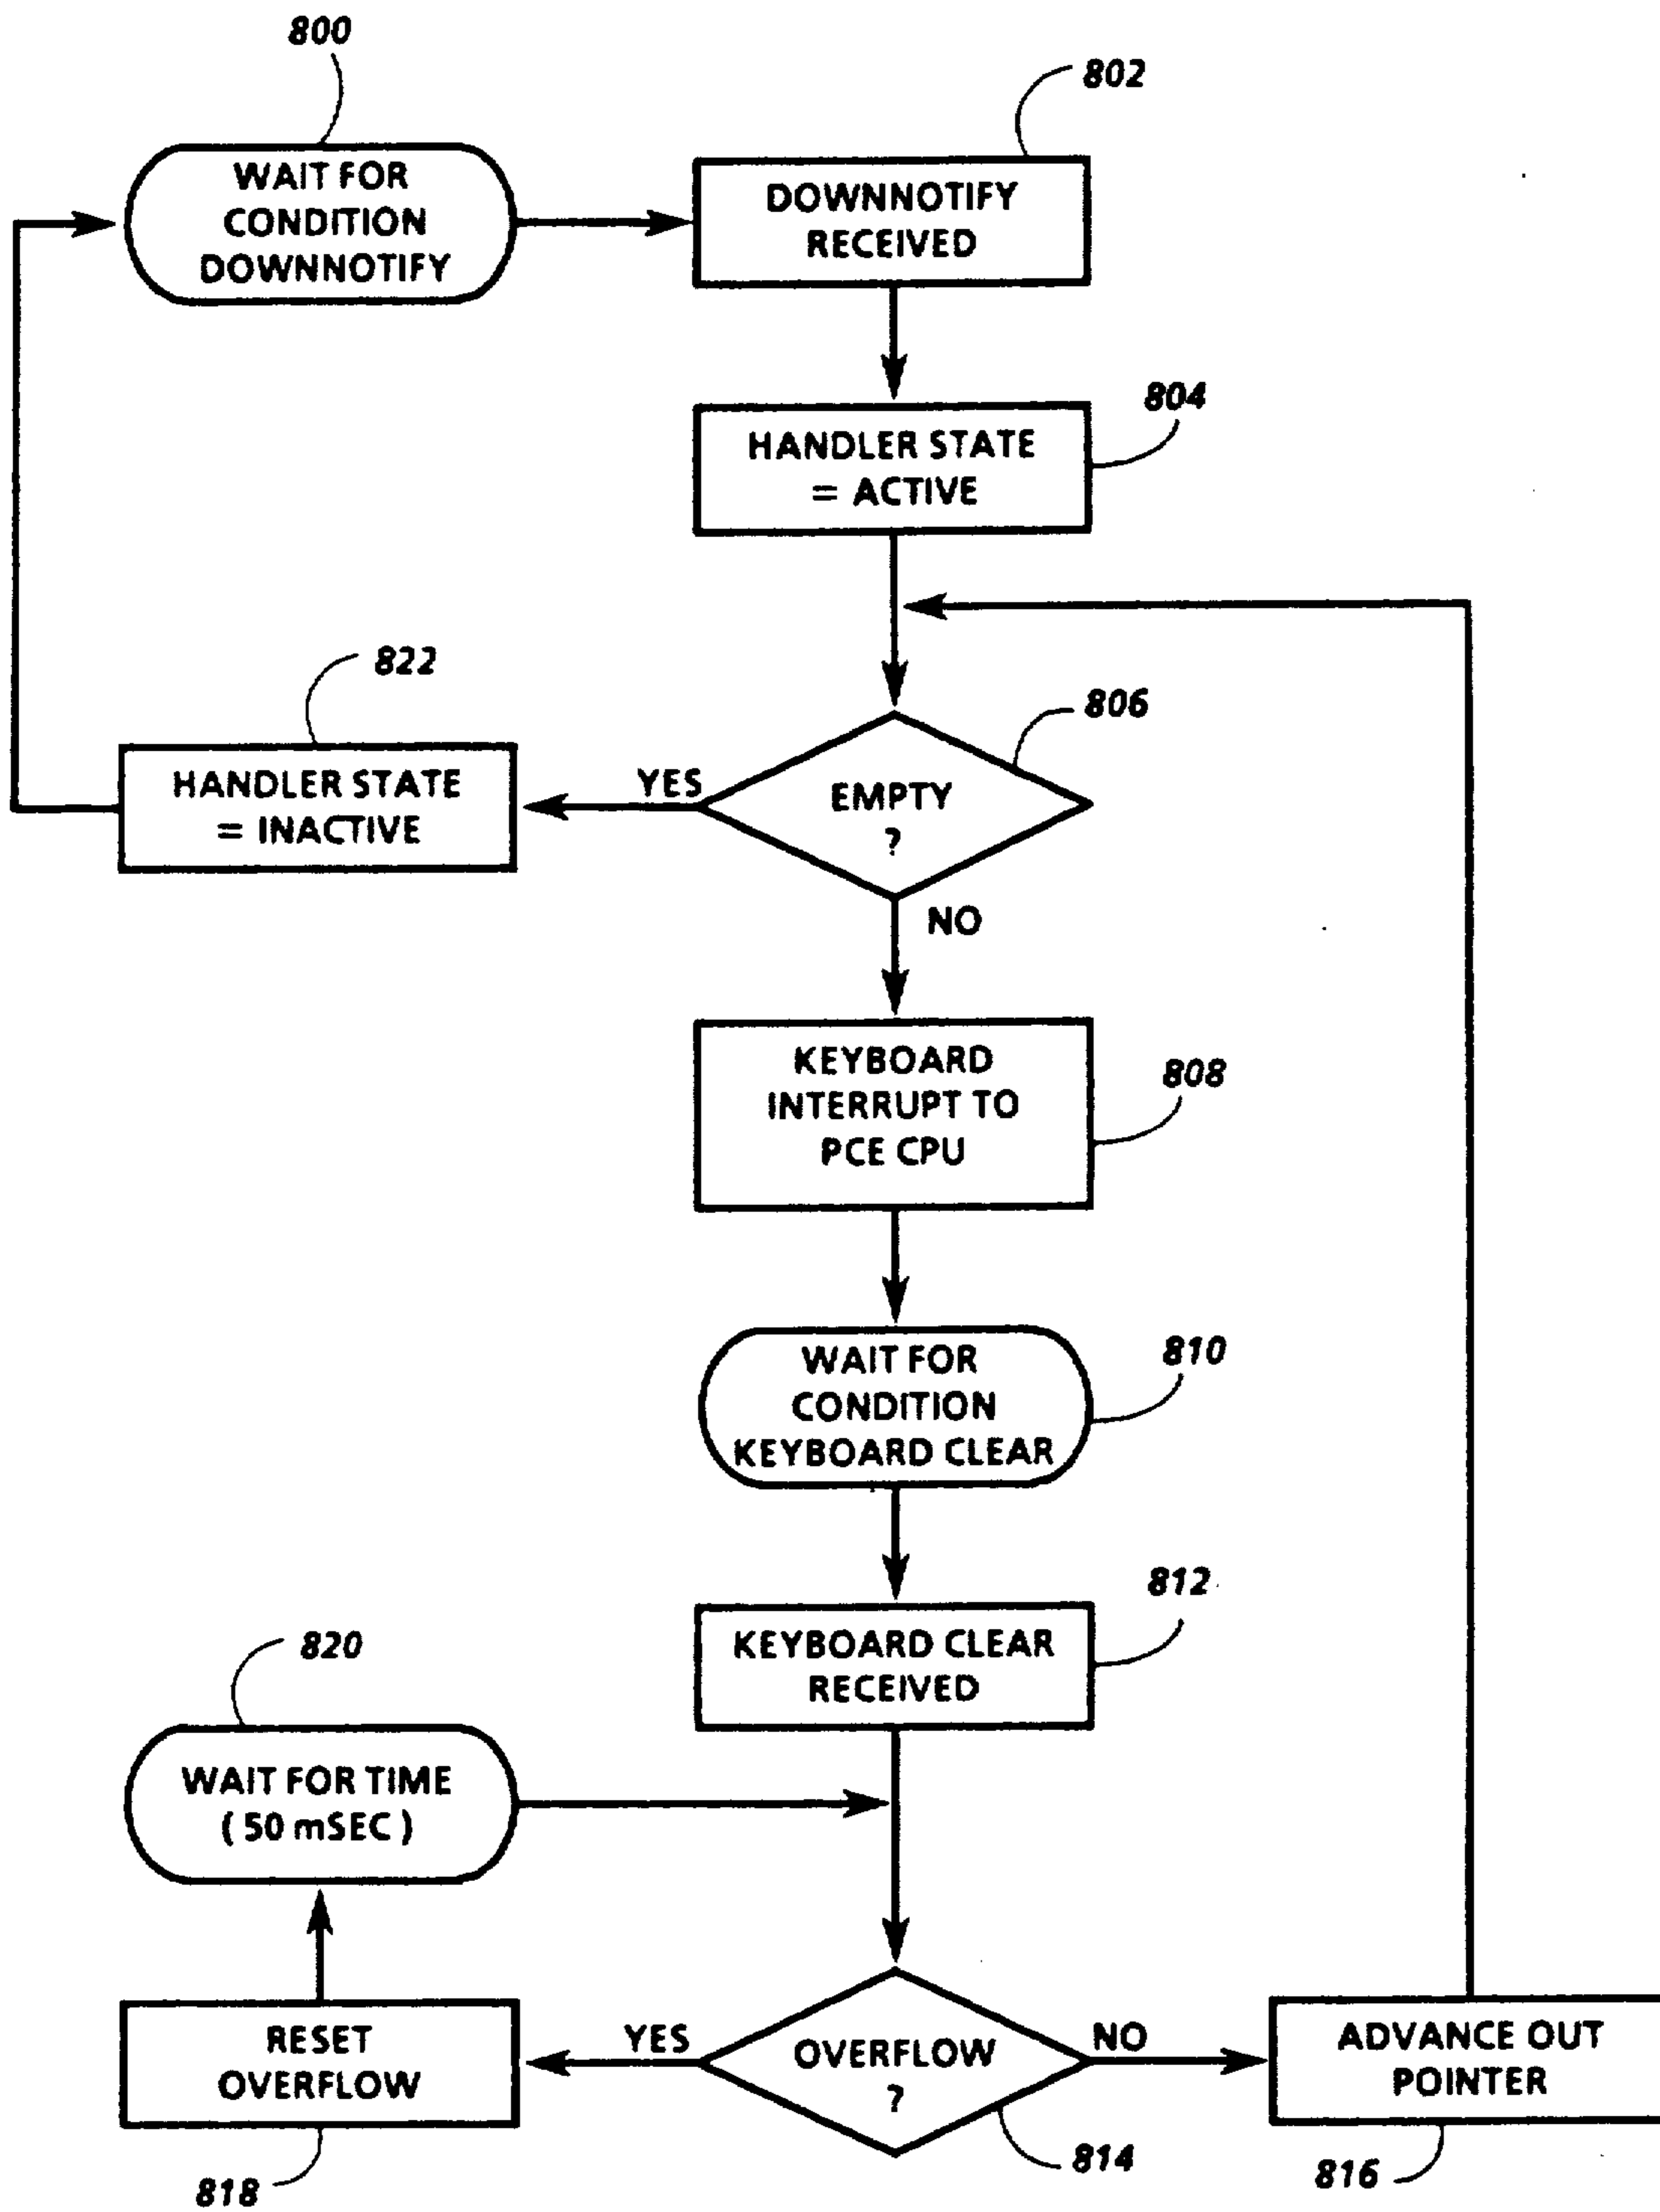 800
WAIT FOR
CONDITION
DOWNNOTIFY
802
DOWNNOTIFY
RECEIVED
804
HANDLER STATE
= ACTIVE
822
HANDLER STATE
= INACTIVE
YES
806
EMPTY
?
NO
808
KEYBOARD
INTERRUPT TO
PCE CPU
810
WAIT FOR
CONDITION
KEYBOARD CLEAR
812
KEYBOARD CLEAR
RECEIVED
820
WAIT FOR TIME
( 50 mSEC )
RESET
OVERFLOW
818
YES
OVERFLOW
?
814
NO
ADVANCE OUT
POINTER
816